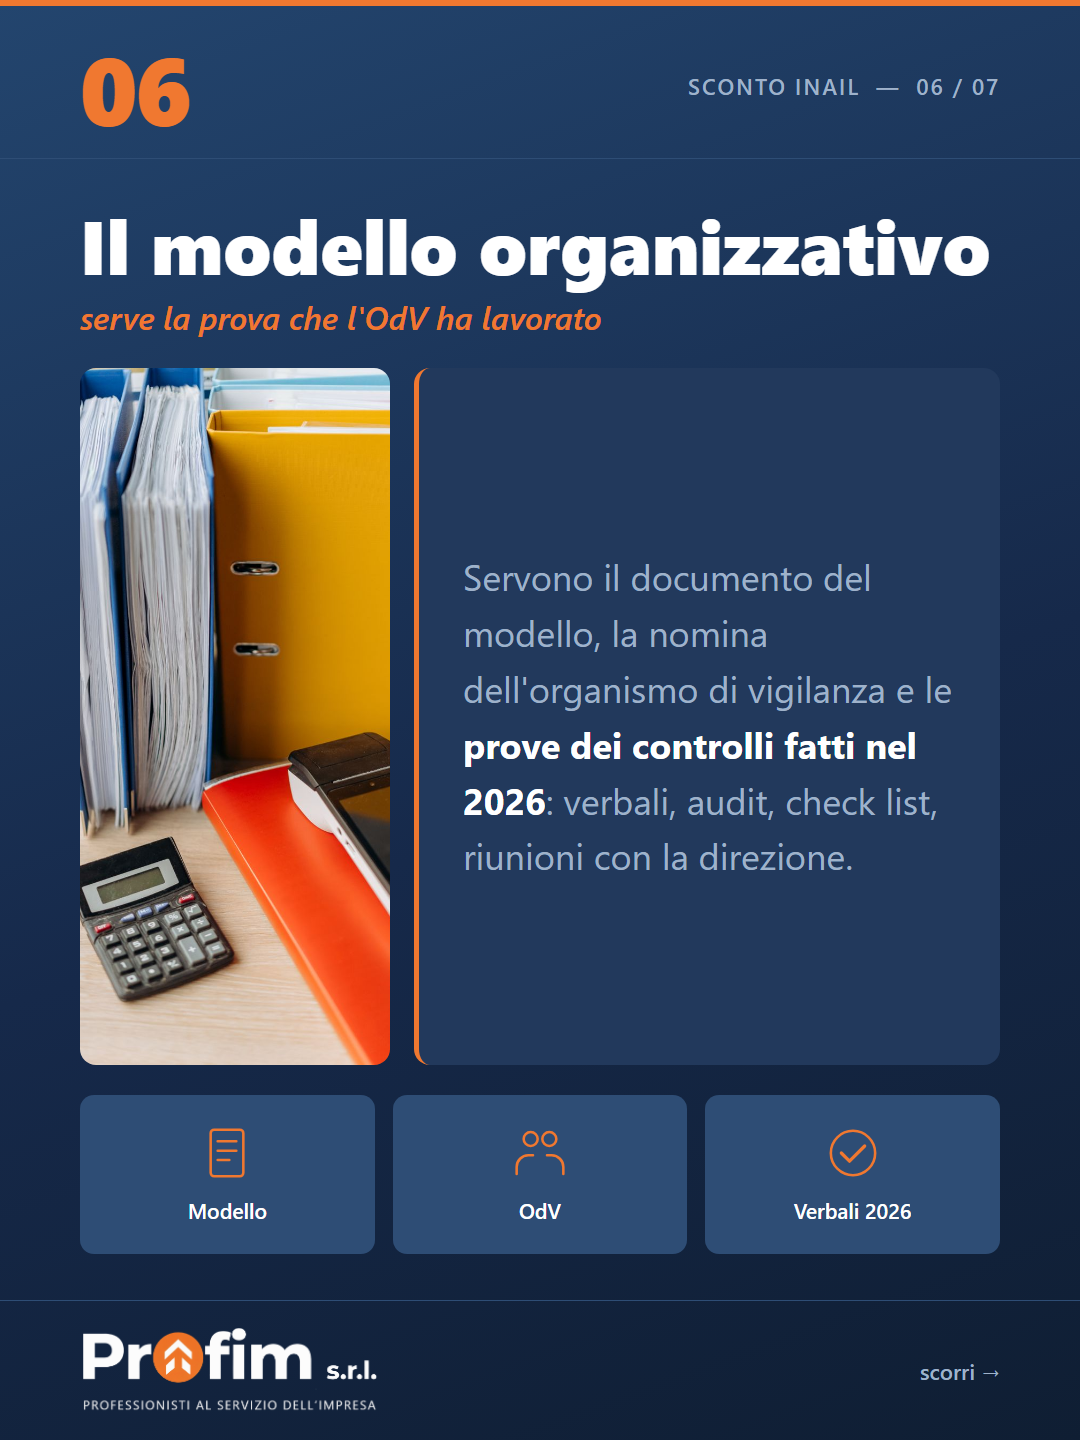 06
SCONTO INAIL — 06 / 07
Il modello organizzativo
serve la prova che l'OdV ha lavorato
Servono il documento del
modello, la nomina
dell'organismo di vigilanza e le
prove dei controlli fatti nel
2026: verbali, audit, check list,
riunioni con la direzione.
Modello
OdV
Verbali 2026
Profim s.r.l.
PROFESSIONISTI AL SERVIZIO DELL'IMPRESA
scorri →